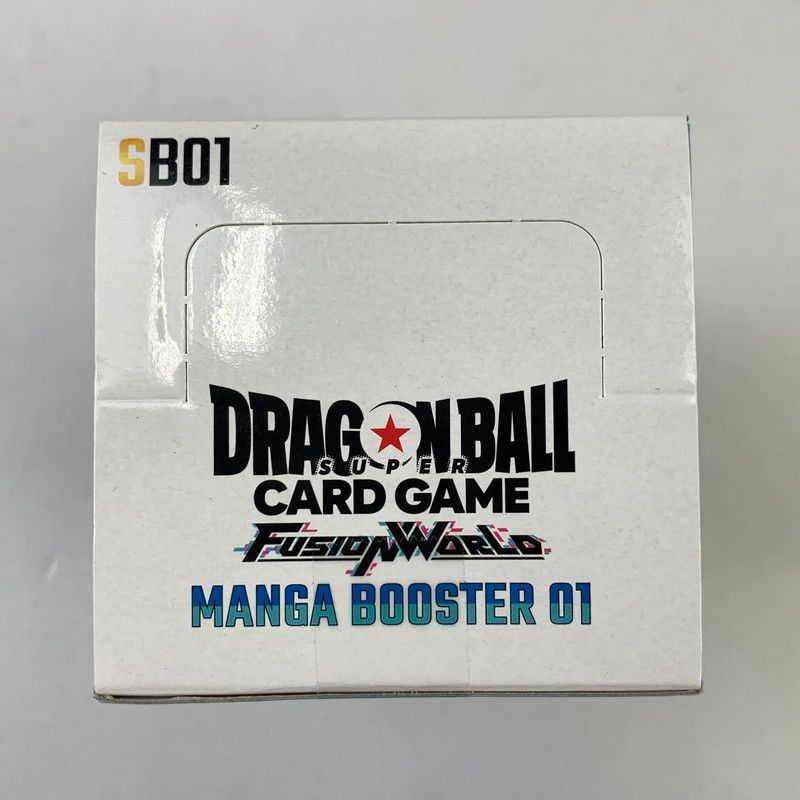 SB01
DRAGON BALL
SUPER
CARD GAME
FUSION WORLD
MANGA BOOSTER 01